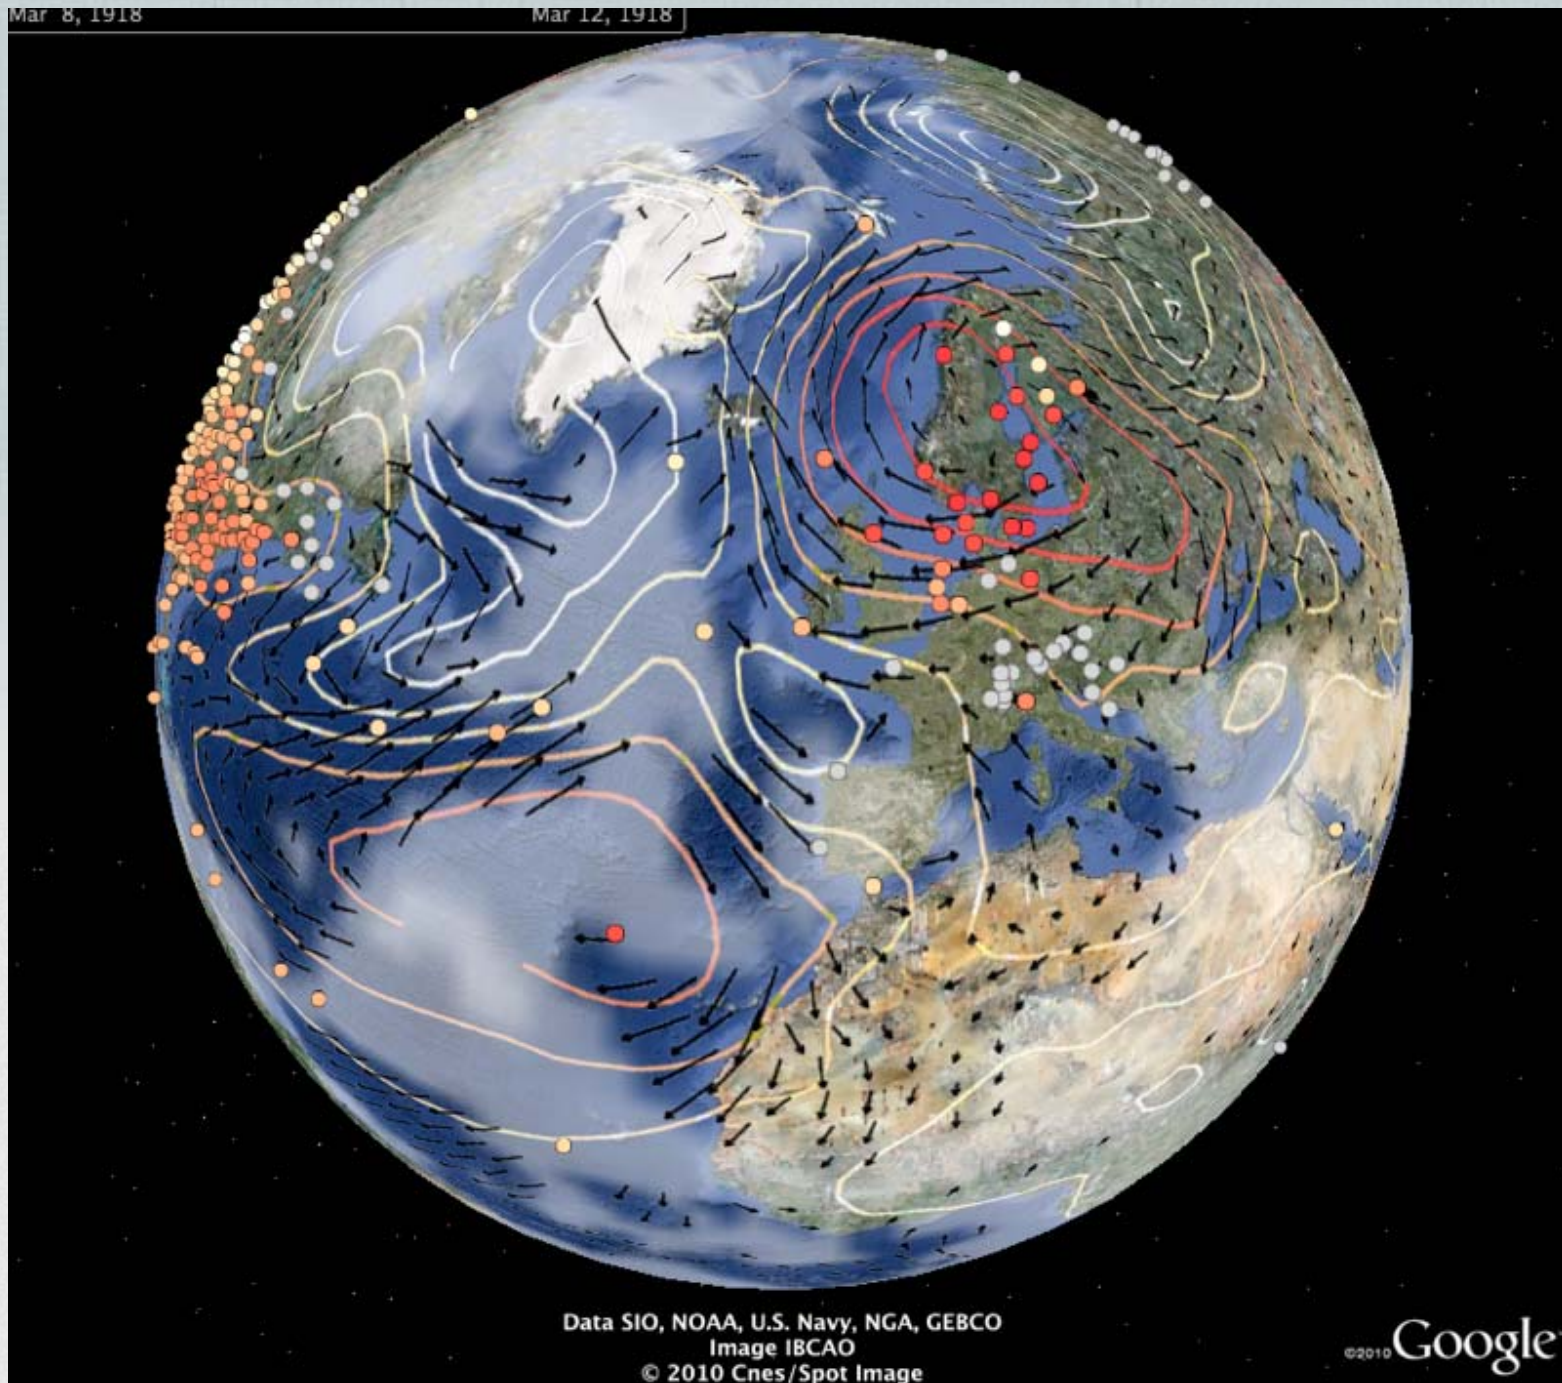 Mar 8, 1918
Mar 12, 1918
Data SIO, NOAA, U.S. Navy, NGA, GEBCO
Image IBCAO
© 2010 Cnes/Spot Image
©2010 Google